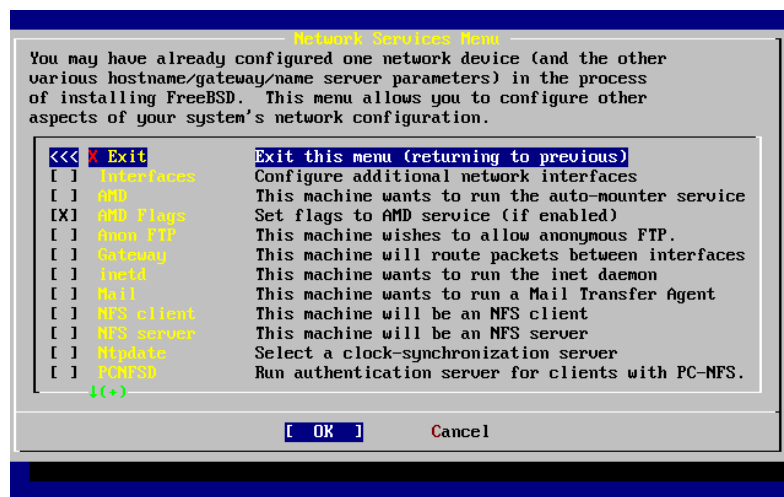 Network Services Menu
You may have already configured one network device (and the other
various hostname/gateway/name server parameters) in the process
of installing FreeBSD.  This menu allows you to configure other
aspects of your system's network configuration.
<<< X Exit Exit this menu (returning to previous)
[ ] Interfaces Configure additional network interfaces
[ ] AMD This machine wants to run the auto-mounter service
[X] AMD Flags Set flags to AMD service (if enabled)
[ ] Anon FTP This machine wishes to allow anonymous FTP.
[ ] Gateway This machine will route packets between interfaces
[ ] inetd This machine wants to run the inet daemon
[ ] Mail This machine wants to run a Mail Transfer Agent
[ ] NFS client This machine will be an NFS client
[ ] NFS server This machine will be an NFS server
[ ] Ntpdate Select a clock-synchronization server
[ ] PCNFSD Run authentication server for clients with PC-NFS.
↓(+)
[ OK ] Cancel